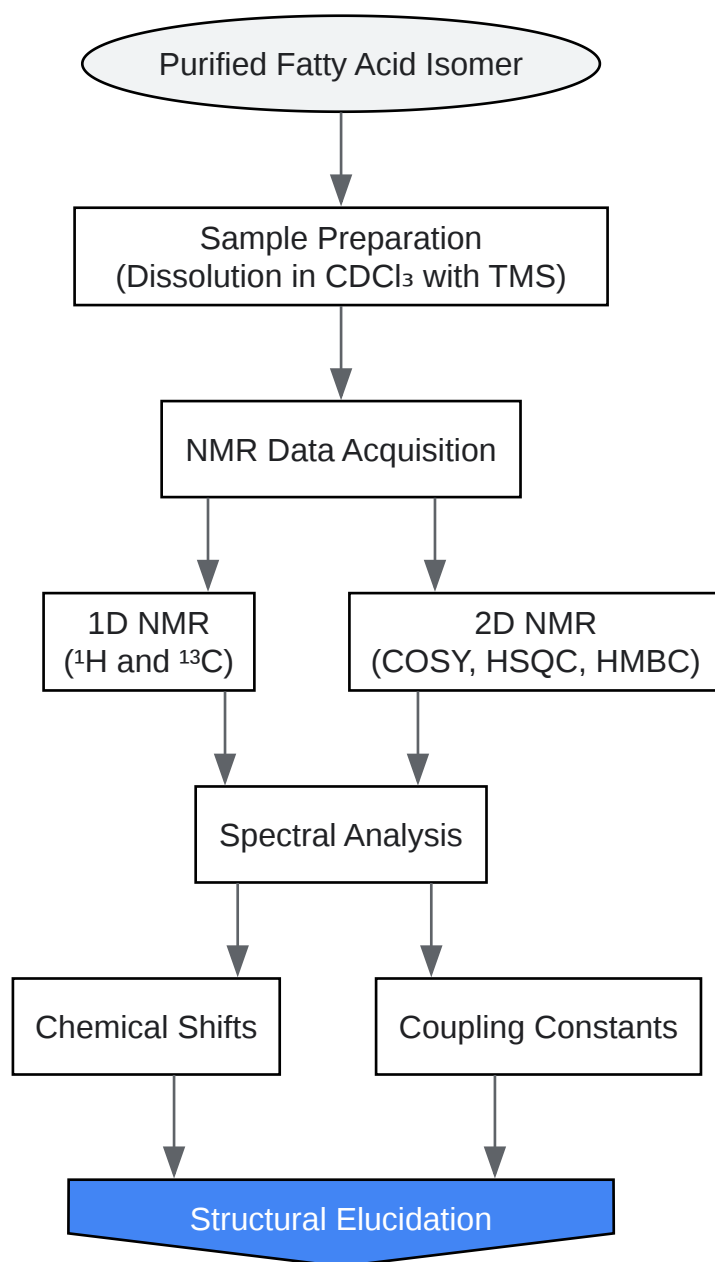 Purified Fatty Acid Isomer
Sample Preparation
(Dissolution in CDCl₃ with TMS)
NMR Data Acquisition
1D NMR
(¹H and ¹³C)
2D NMR
(COSY, HSQC, HMBC)
Spectral Analysis
Chemical Shifts
Coupling Constants
Structural Elucidation